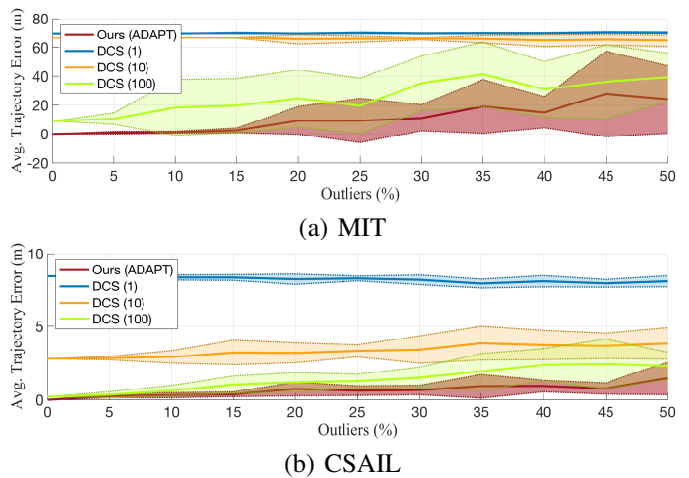 80
60
40
20
0
-20
Avg. Trajectory Error (m)
Ours (ADAPT)
DCS (1)
DCS (10)
DCS (100)
0 5 10 15 20 25 30 35 40 45 50
Outliers (%)
(a) MIT
10
5
0
Avg. Trajectory Error (m)
Ours (ADAPT)
DCS (1)
DCS (10)
DCS (100)
0 5 10 15 20 25 30 35 40 45 50
Outliers (%)
(b) CSAIL